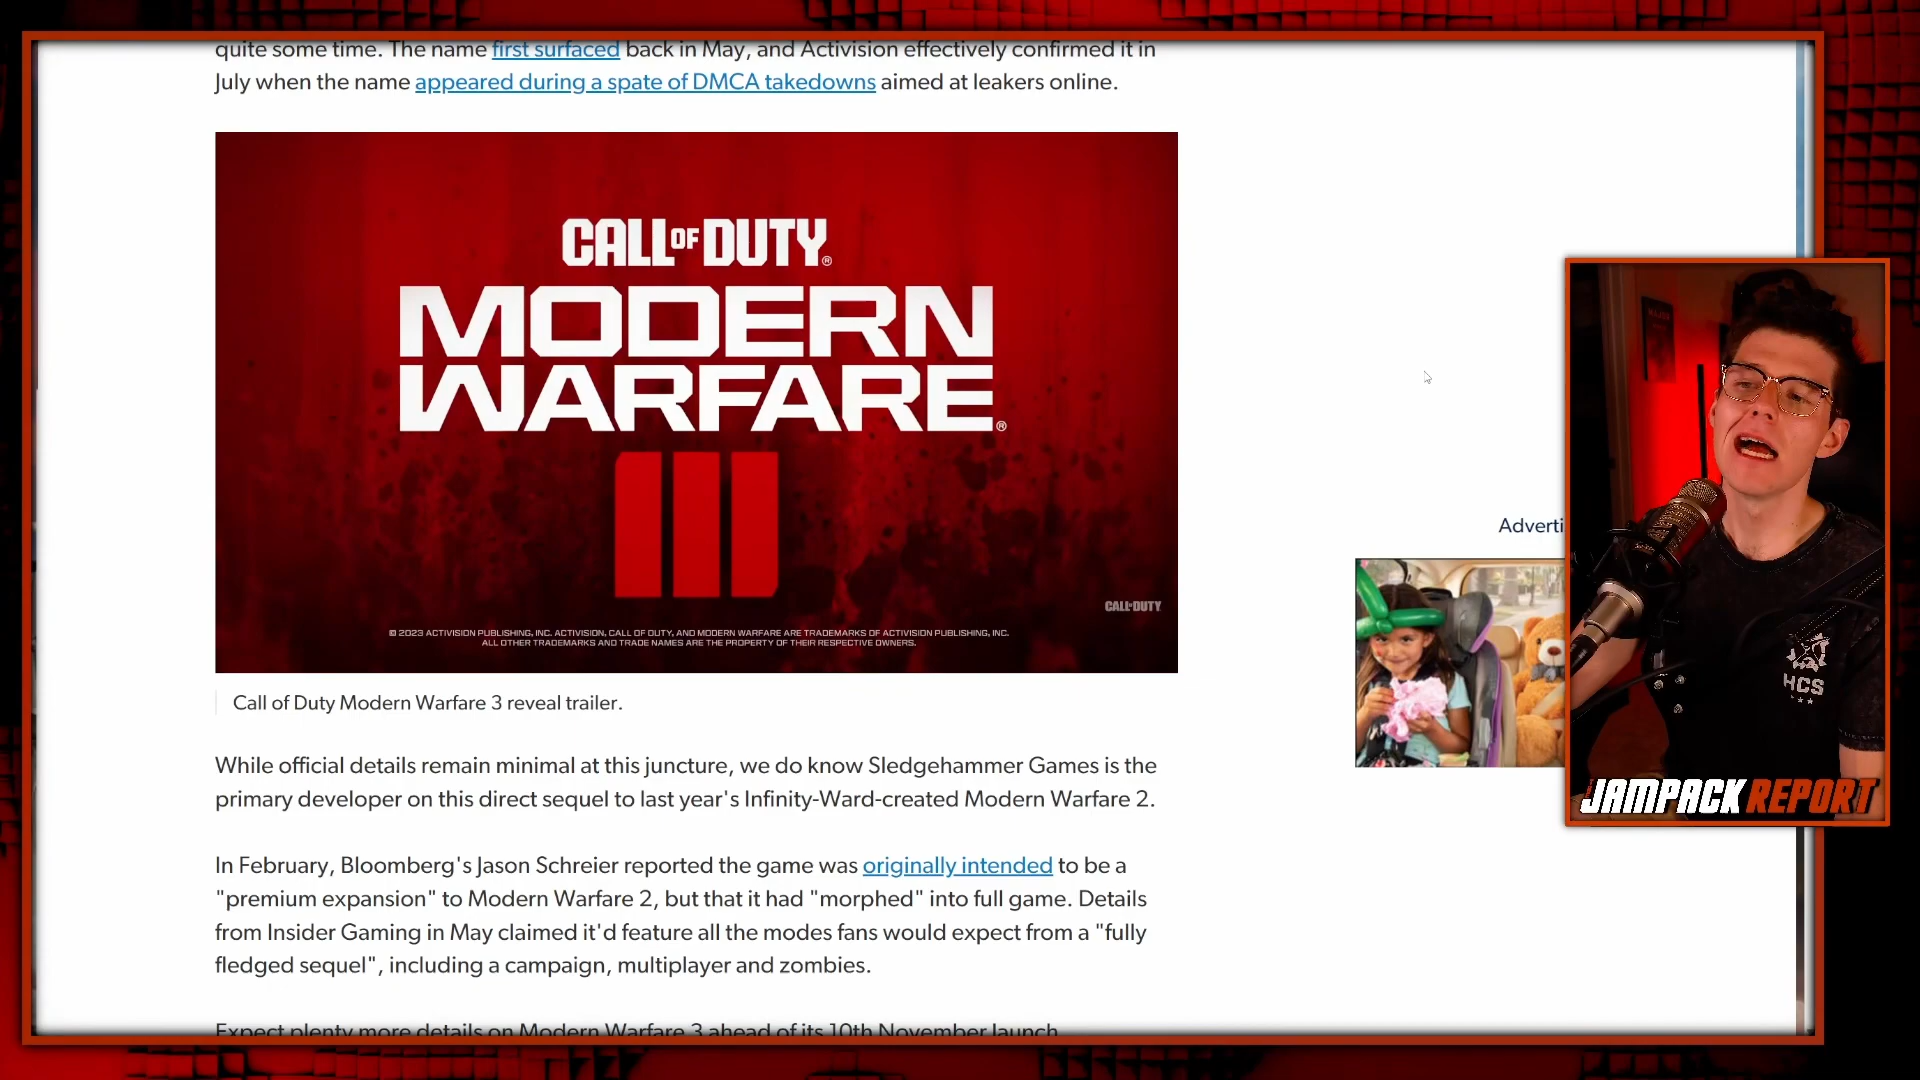 quite some time. The name first surfaced back in May, and Activision effectively confirmed it in
July when the name appeared during a spate of DMCA takedowns aimed at leakers online.
CALL OF DUTY®
MODERN
WARFARE®
III
CALL OF DUTY
© 2023 ACTIVISION PUBLISHING, INC. ACTIVISION, CALL OF DUTY, AND MODERN WARFARE ARE TRADEMARKS OF ACTIVISION PUBLISHING, INC.
ALL OTHER TRADEMARKS AND TRADE NAMES ARE THE PROPERTY OF THEIR RESPECTIVE OWNERS.
Call of Duty Modern Warfare 3 reveal trailer.
While official details remain minimal at this juncture, we do know Sledgehammer Games is the
primary developer on this direct sequel to last year's Infinity-Ward-created Modern Warfare 2.
In February, Bloomberg's Jason Schreier reported the game was originally intended to be a
"premium expansion" to Modern Warfare 2, but that it had "morphed" into full game. Details
from Insider Gaming in May claimed it'd feature all the modes fans would expect from a "fully
fledged sequel", including a campaign, multiplayer and zombies.
Expect plenty more details on Modern Warfare 3 ahead of its 10th November launch
Adverti
HCS
JAMPACK REPORT